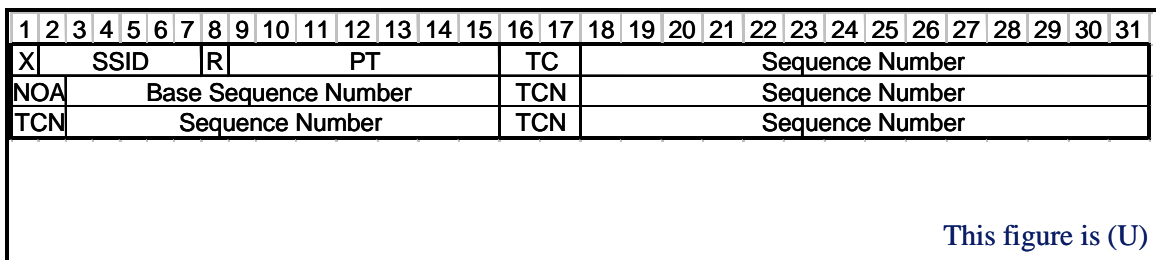 1 2 3 4 5 6 7 8 9 10 11 12 13 14 15 16 17 18 19 20 21 22 23 24 25 26 27 28 29 30 31
X SSID R PT TC Sequence Number
NOA Base Sequence Number TCN Sequence Number
TCN Sequence Number TCN Sequence Number
This figure is (U)